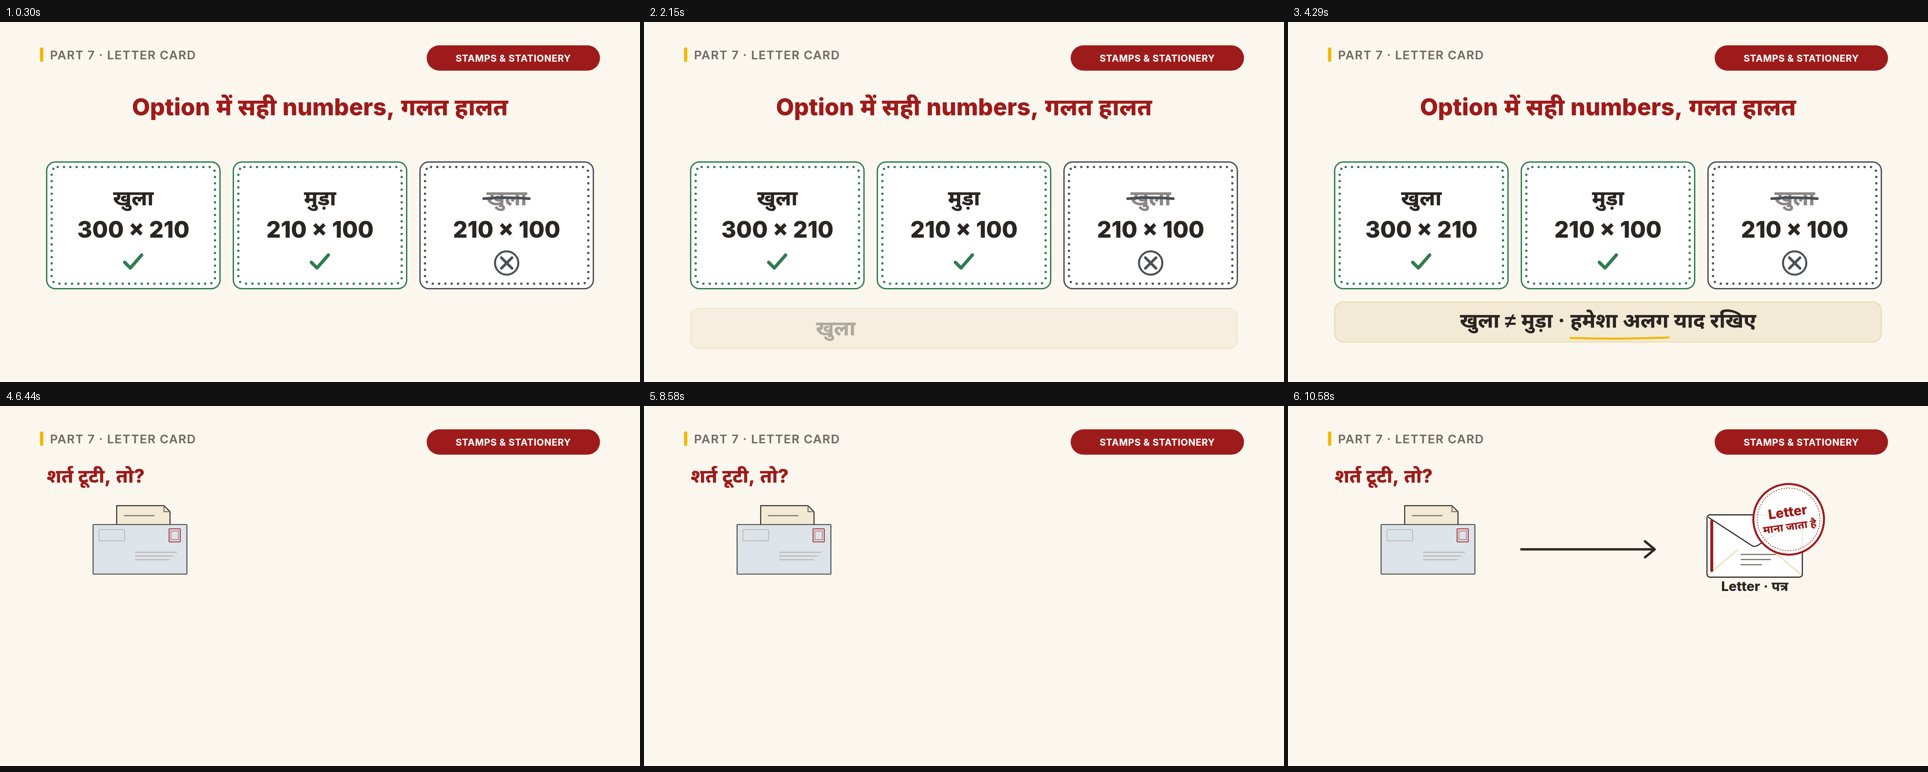 1. 0.30s
PART 7 · LETTER CARD
STAMPS & STATIONERY
Option में सही numbers, गलत हालत
खुला
300 × 210
मुड़ा
210 × 100
खुला
210 × 100
2. 2.15s
PART 7 · LETTER CARD
STAMPS & STATIONERY
Option में सही numbers, गलत हालत
खुला
300 × 210
मुड़ा
210 × 100
खुला
210 × 100
खुला
3. 4.29s
PART 7 · LETTER CARD
STAMPS & STATIONERY
Option में सही numbers, गलत हालत
खुला
300 × 210
मुड़ा
210 × 100
खुला
210 × 100
खुला ≠ मुड़ा · हमेशा अलग याद रखिए
4. 6.44s
PART 7 · LETTER CARD
STAMPS & STATIONERY
शर्त टूटी, तो?
5. 8.58s
PART 7 · LETTER CARD
STAMPS & STATIONERY
शर्त टूटी, तो?
6. 10.58s
PART 7 · LETTER CARD
STAMPS & STATIONERY
शर्त टूटी, तो?
Letter
माना जाता है
Letter · पत्र